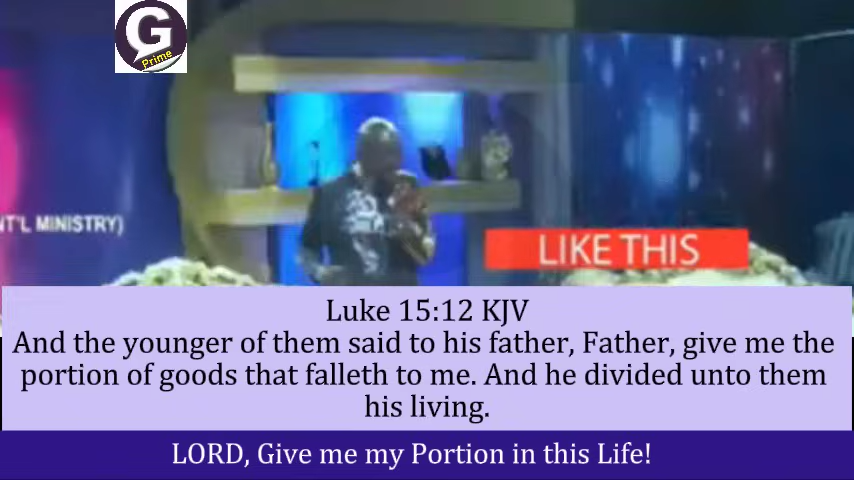 G
Prime
NT'L MINISTRY)
LIKE THIS
Luke 15:12 KJV
And the younger of them said to his father, Father, give me the
portion of goods that falleth to me. And he divided unto them
his living.
LORD, Give me my Portion in this Life!